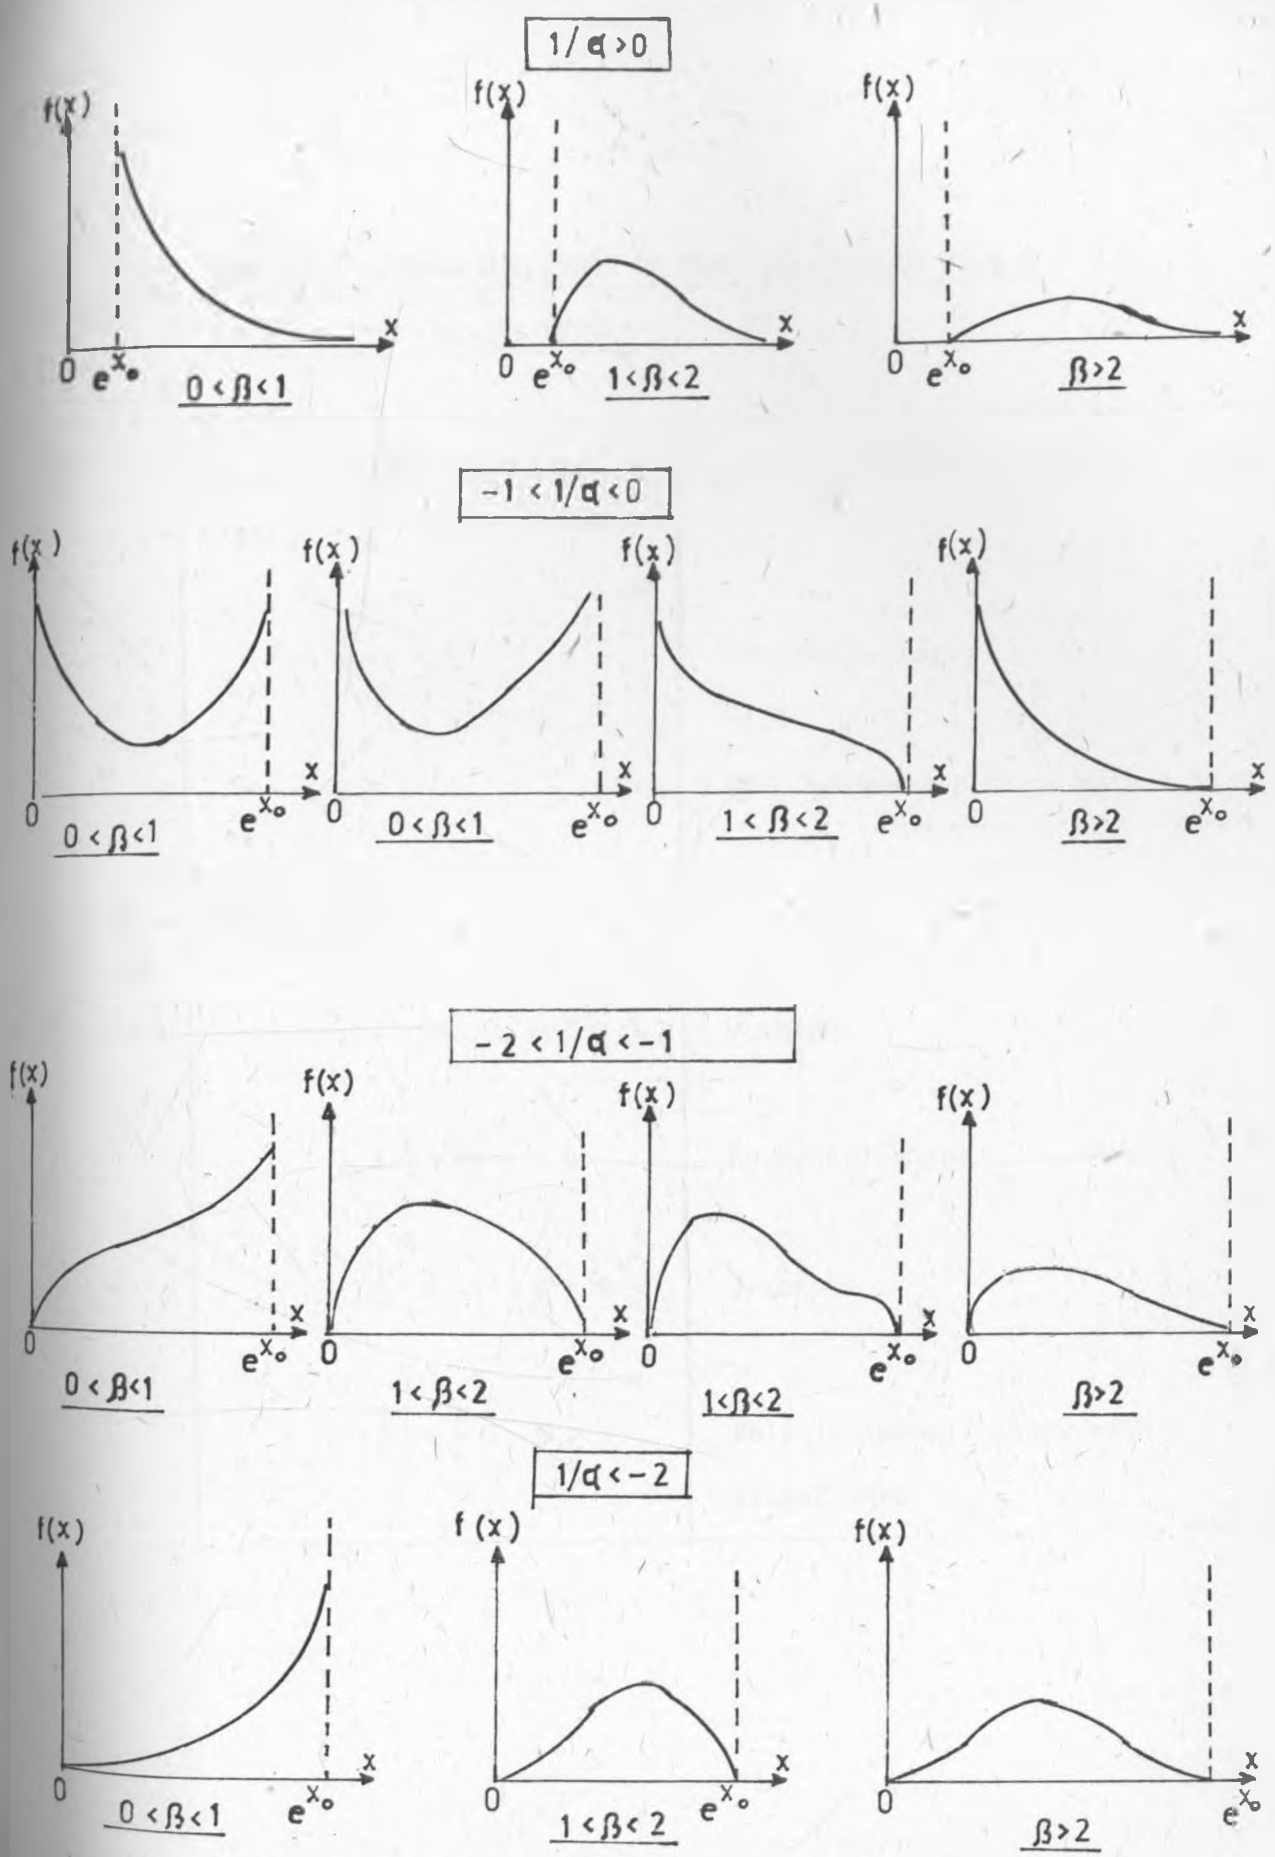 1/α>0
f(x) f(x) f(x)
x x x
0 e^x₀ 0 e^x₀ 0 e^x₀
0<β<1 1<β<2 β>2
-1<1/α<0
f(x) f(x) f(x) f(x)
x x x x
0 e^x₀ 0 e^x₀ 0 e^x₀ 0 e^x₀
0<β<1 0<β<1 1<β<2 β>2
-2<1/α<-1
f(x) f(x) f(x) f(x)
x x x x
0 e^x₀ 0 e^x₀ 0 e^x₀ 0 e^x₀
0<β<1 1<β<2 1<β<2 β>2
1/α<-2
f(x) f(x) f(x)
x x x
0 e^x₀ 0 e^x₀ 0 e^x₀
0<β<1 1<β<2 β>2